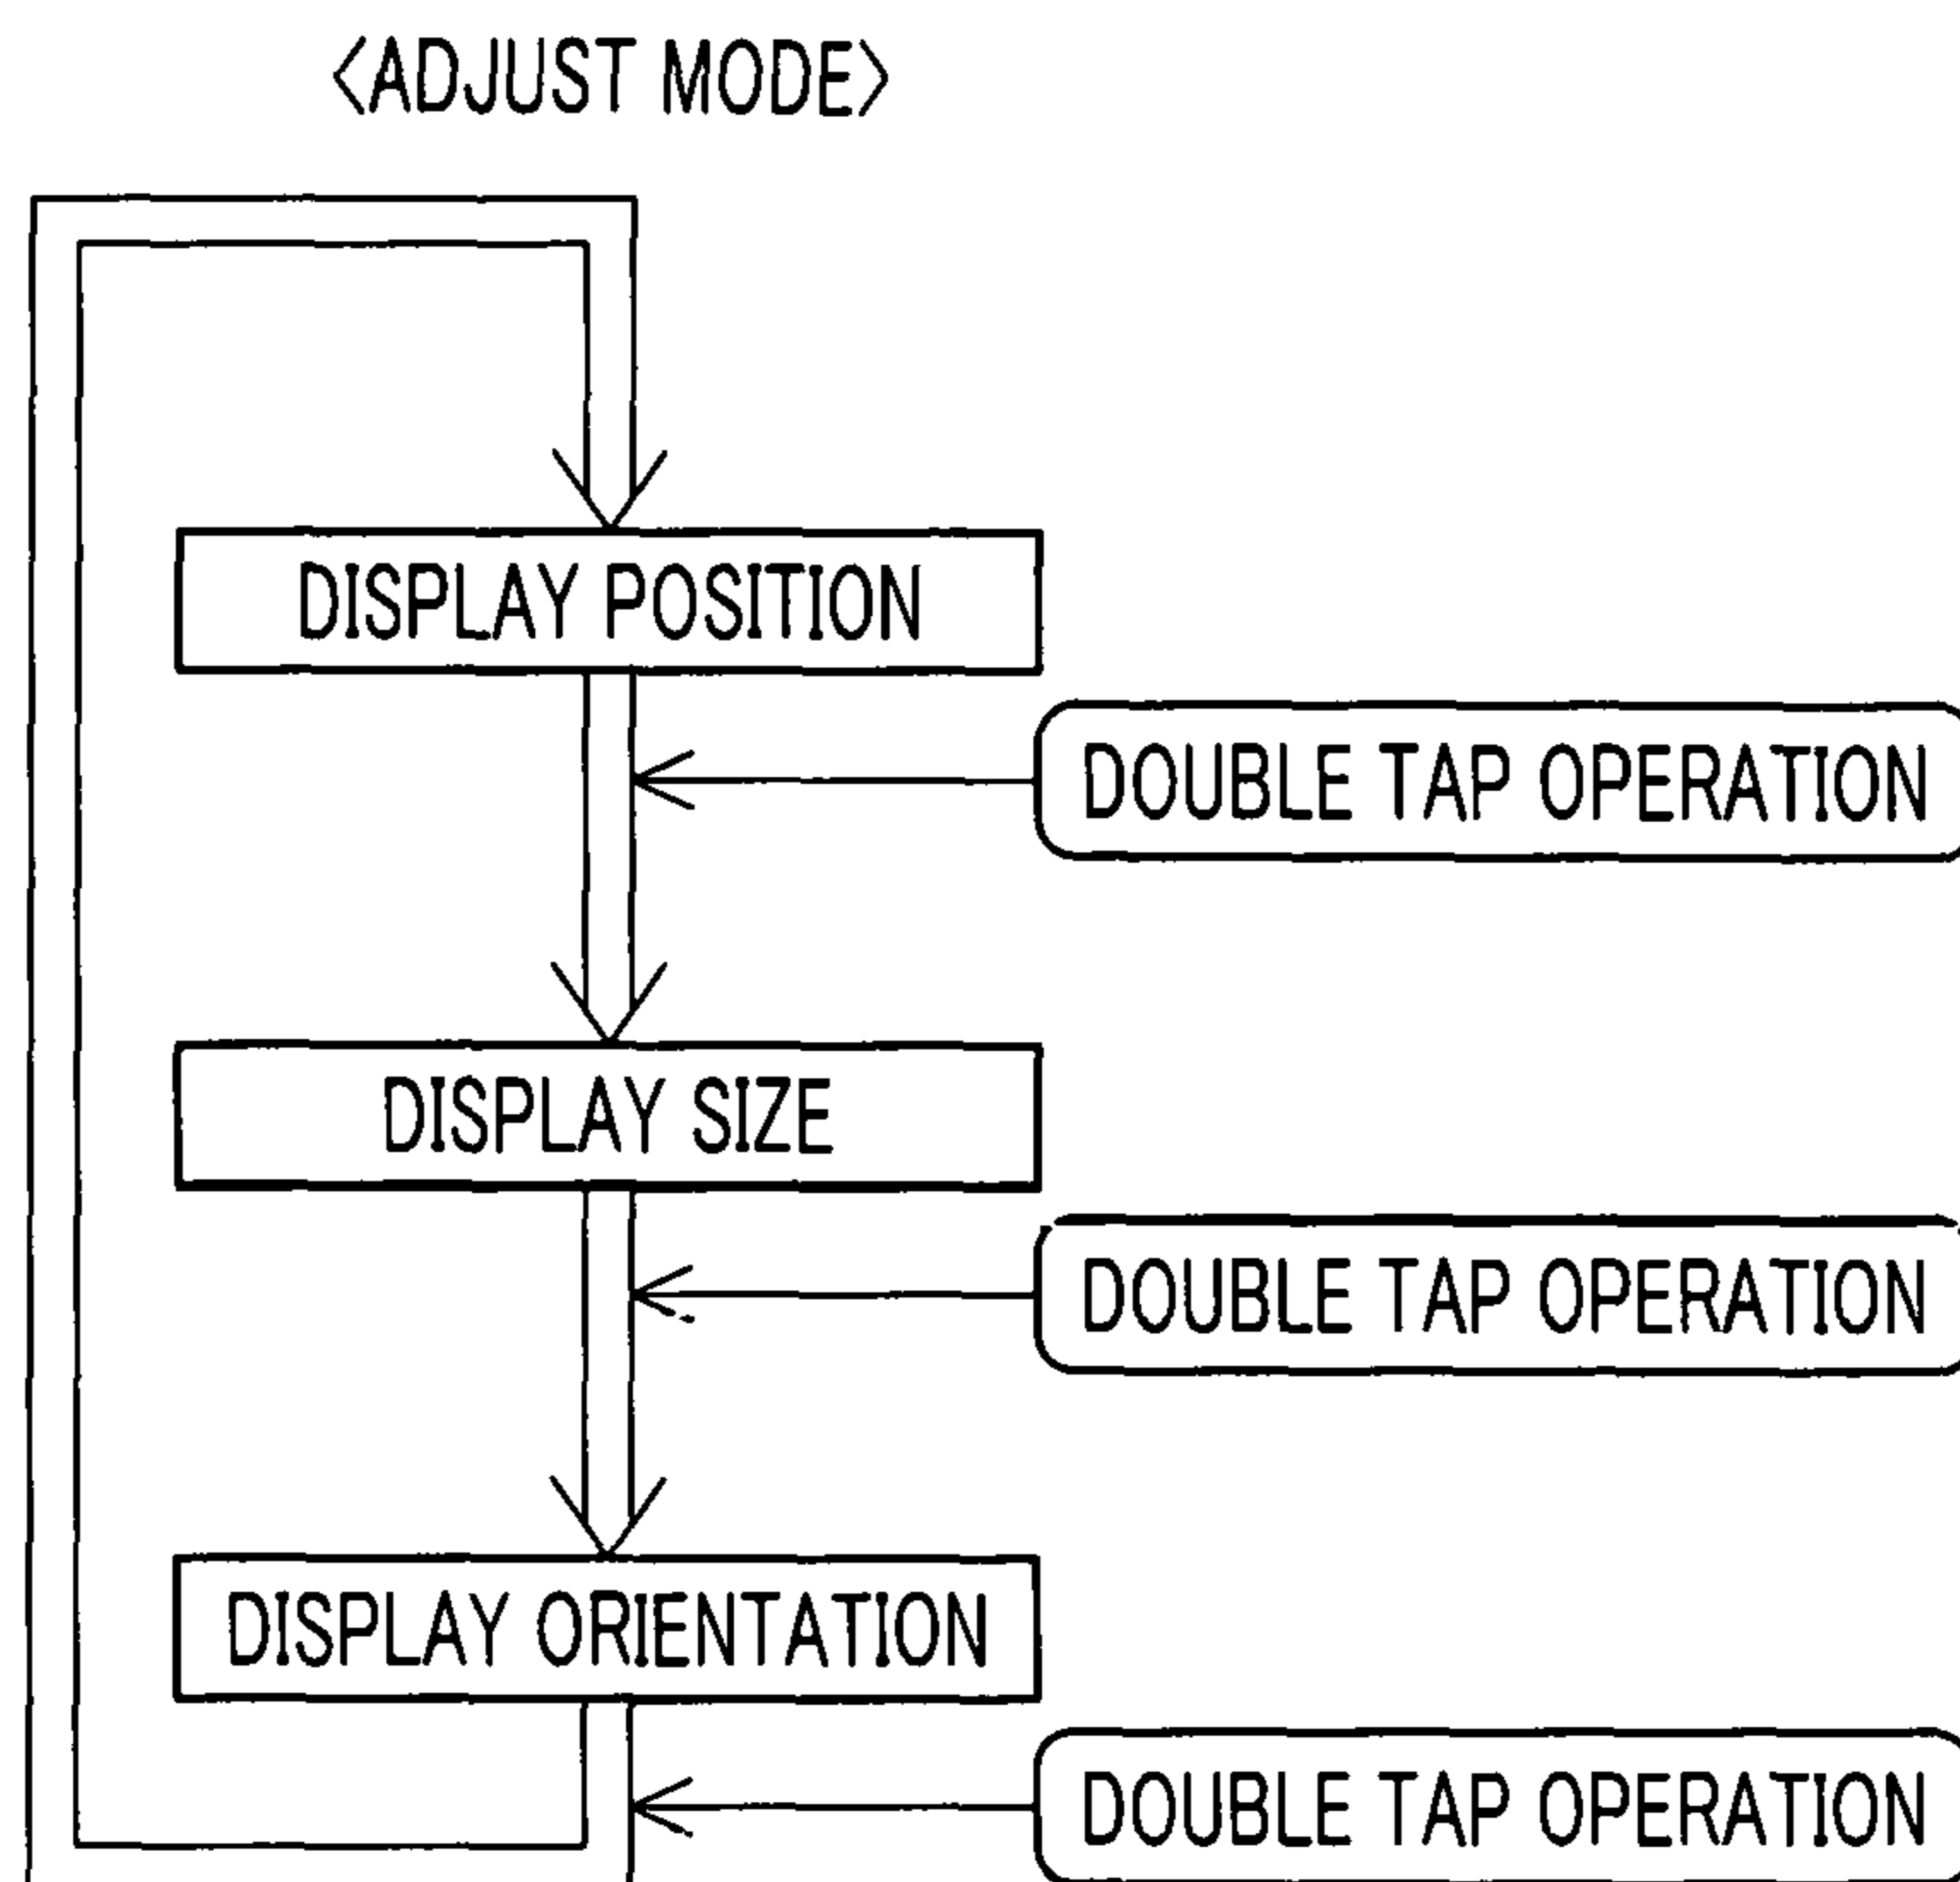 〈ADJUST MODE〉
DISPLAY POSITION
DOUBLE TAP OPERATION
DISPLAY SIZE
DOUBLE TAP OPERATION
DISPLAY ORIENTATION
DOUBLE TAP OPERATION